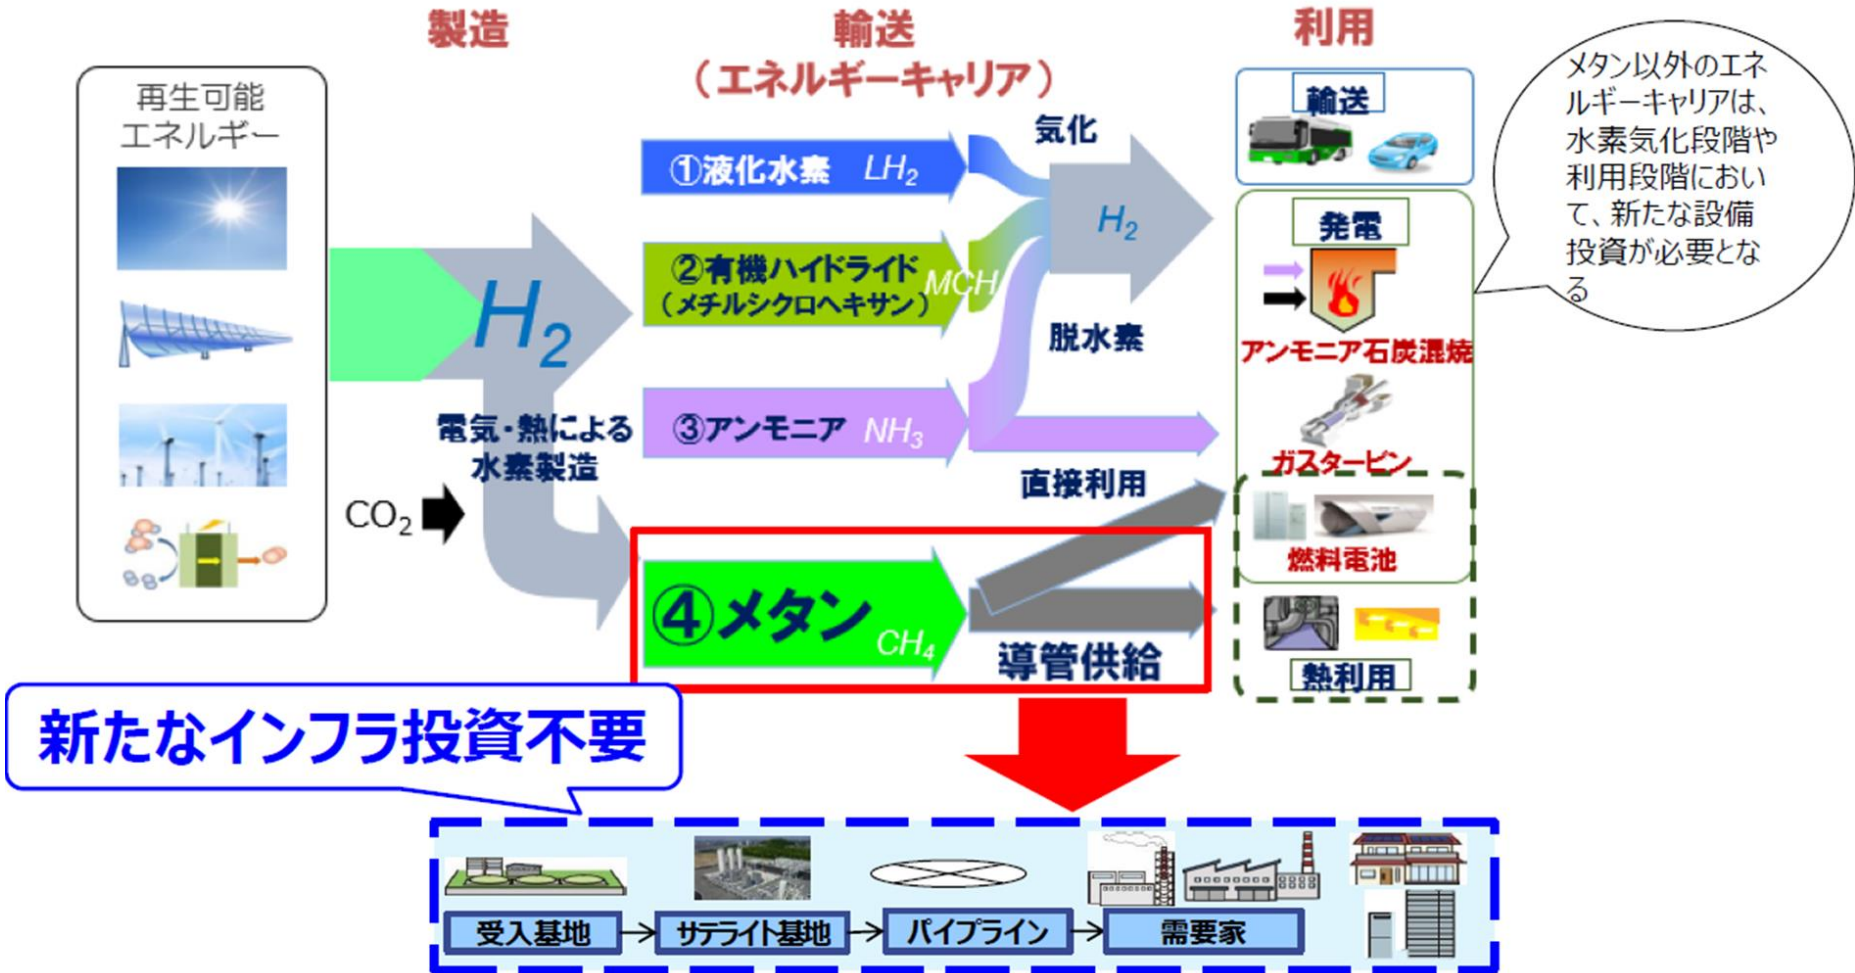 製造
輸送
(エネルギーキャリア)
利用
再生可能
エネルギー
H2
電気・熱による
水素製造
CO2
①液化水素 LH2
②有機ハイドライド
(メチルシクロヘキサン)
MCH
③アンモニア NH3
④メタン CH4
気化
H2
脱水素
直接利用
導管供給
輸送
発電
アンモニア石炭混焼
ガスタービン
燃料電池
熱利用
メタン以外のエネ
ルギーキャリアは、
水素気化段階や
利用段階におい
て、新たな設備
投資が必要とな
る
新たなインフラ投資不要
受入基地
サテライト基地
パイプライン
需要家